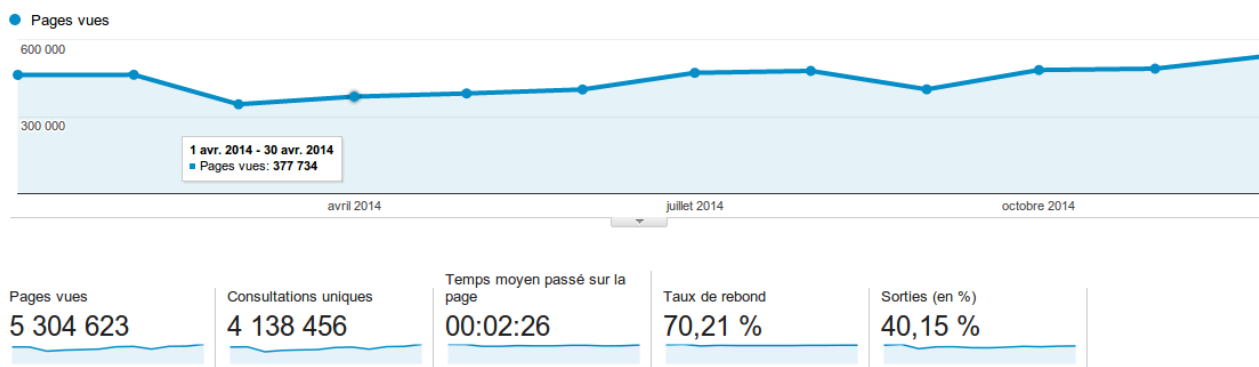 Pages vues
600 000
300 000
1 avr. 2014 - 30 avr. 2014
Pages vues: 377 734
avril 2014
juillet 2014
octobre 2014
Pages vues
5 304 623
Consultations uniques
4 138 456
Temps moyen passé sur la
page
00:02:26
Taux de rebond
70,21 %
Sorties (en %)
40,15 %